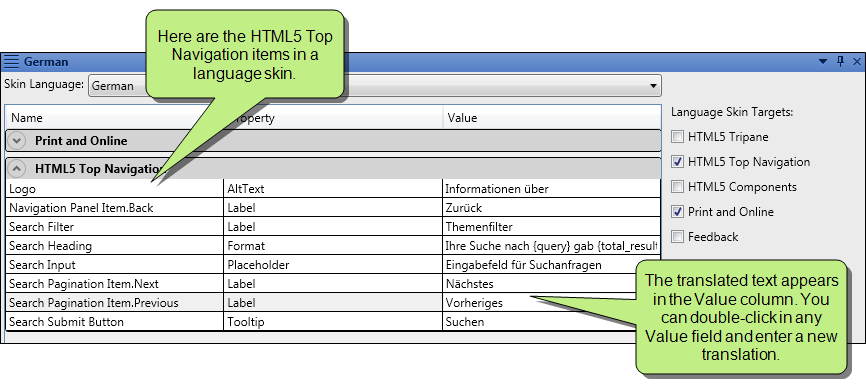 Here are the HTML5 Top
Navigation items in a
language skin.
German
Skin Language: German
Name Property Value
Print and Online
HTML5 Top Navigation
Logo AltText Informationen über
Navigation Panel Item.Back Label Zurück
Search Filter Label Themenfilter
Search Heading Format Ihre Suche nach {query} gab {total_result
Search Input Placeholder Eingabefeld für Suchanfragen
Search Pagination Item.Next Label Nächstes
Search Pagination Item.Previous Label Vorheriges
Search Submit Button Tooltip Suchen
Language Skin Targets:
HTML5 Tripane
HTML5 Top Navigation
HTML5 Components
Print and Online
Feedback
The translated text appears
in the Value column. You
can double-click in any
Value field and enter a new
translation.